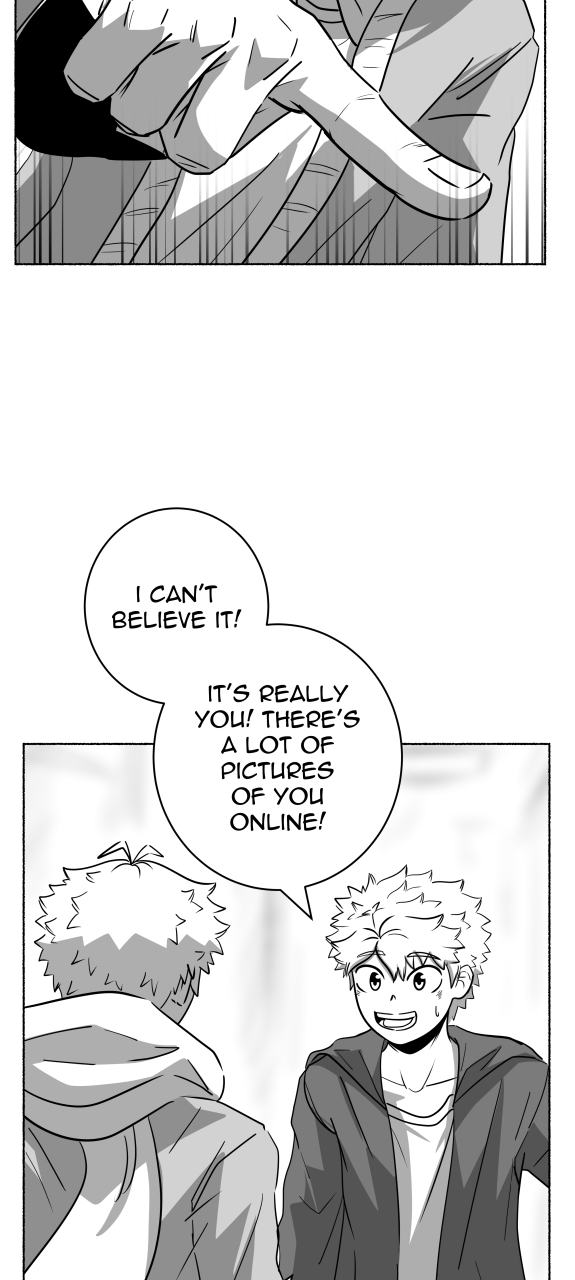 I CAN'T
BELIEVE IT!
IT'S REALLY
YOU! THERE'S
A LOT OF
PICTURES
OF YOU
ONLINE!